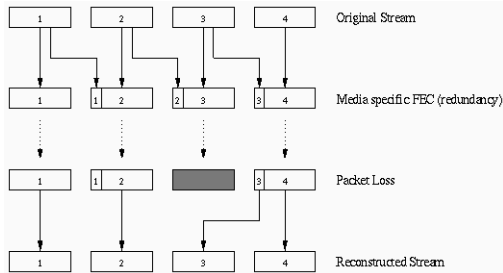 1 2 3 4 Original Stream
1 1 2 2 3 3 4 Media specific FEC (redundancy)
1 1 2 3 4 Packet Loss
1 2 3 4 Reconstructed Stream